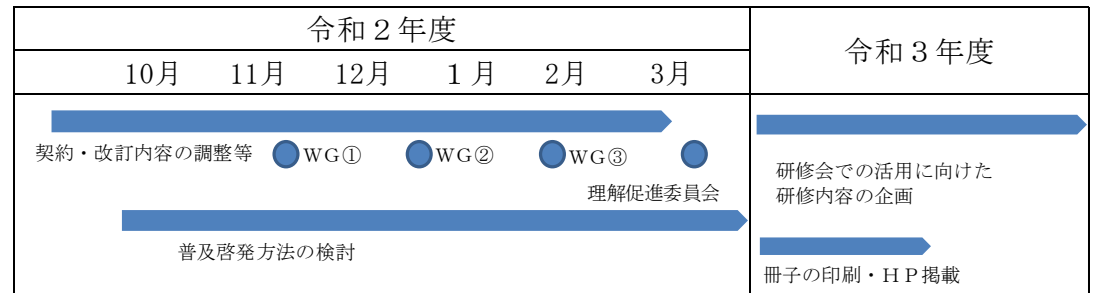 令和２年度
令和３年度
10月 11月 12月 １月 2月 3月
契約・改訂内容の調整等 WG① WG② WG③
理解促進委員会
普及啓発方法の検討
研修会での活用に向けた
研修内容の企画
冊子の印刷・ＨＰ掲載